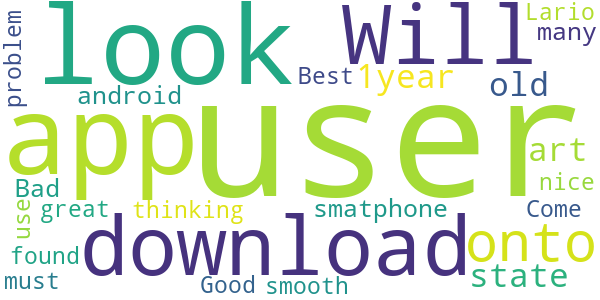 look
Will
Lario
many
problem
android
Best
1year
old
app
user
art
Bad
nice
use
great
thinking
smatphone
Come
download
onto
found
state
must
Good
smooth